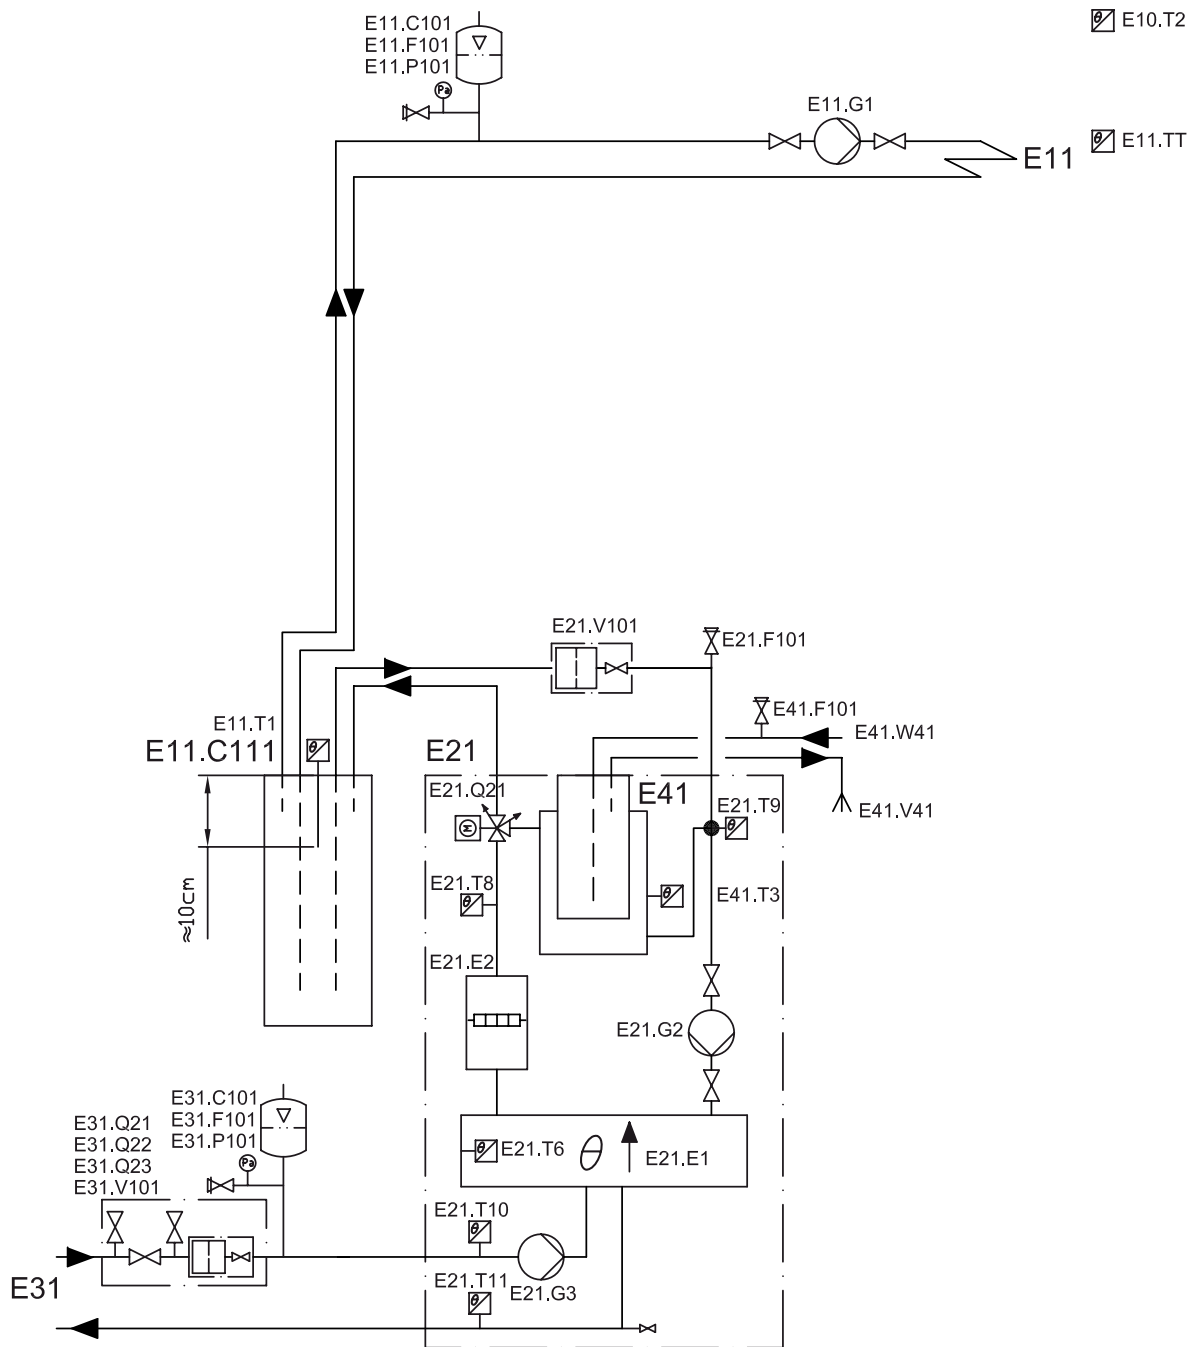 E11.C101
E11.F101
E11.P101
Pa
E10.T2
E11.G1
E11.TT
E11
E21.V101
E21.F101
E11.T1
E11.C111
E41.F101
E41.W41
E21
E21.Q21
E41
E21.T9
E41.V41
M
≈10cm
E21.T8
E41.T3
E21.E2
E21.G2
E31.C101
E31.F101
E31.P101
Pa
E31.Q21
E31.Q22
E31.Q23
E31.V101
θ
E21.T6
E21.E1
E21.T10
E31
E21.T11
E21.G3